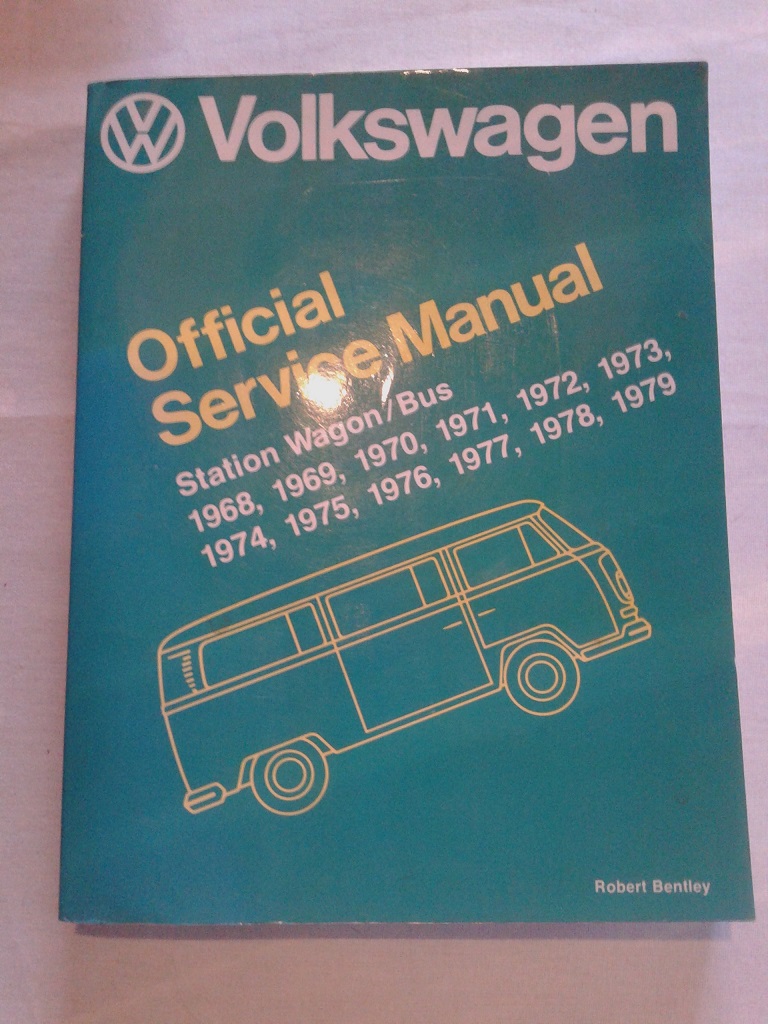 Volkswagen
Official
Service Manual
Station Wagon/Bus
1968, 1969, 1970, 1971, 1972, 1973,
1974, 1975, 1976, 1977, 1978, 1979
Robert Bentley